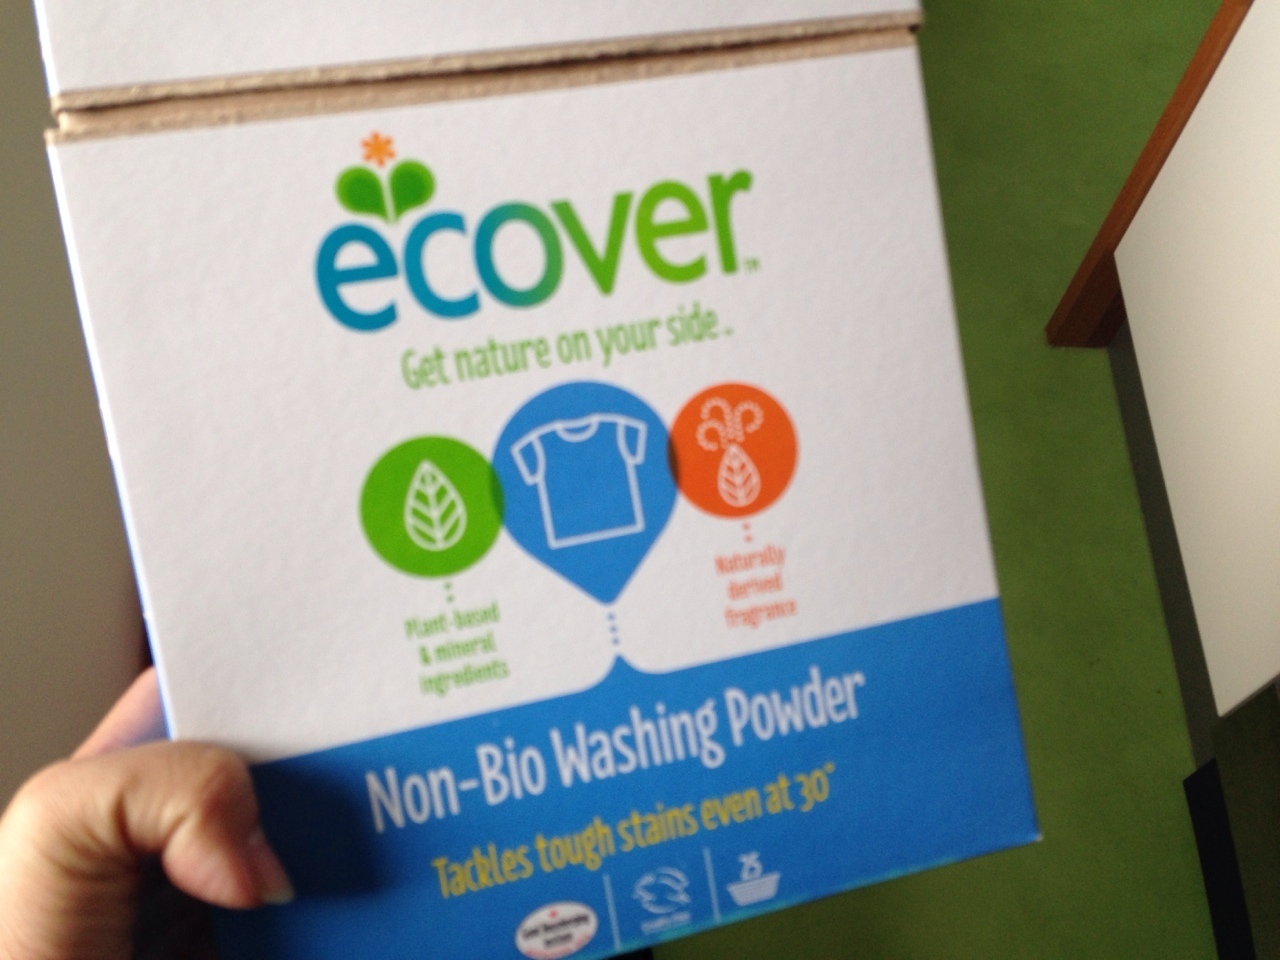 ecover™
Get nature on your side.
Plant-based
& mineral
ingredients
Naturally
derived
fragrance
Non-Bio Washing Powder
Tackles tough stains even at 30°
25